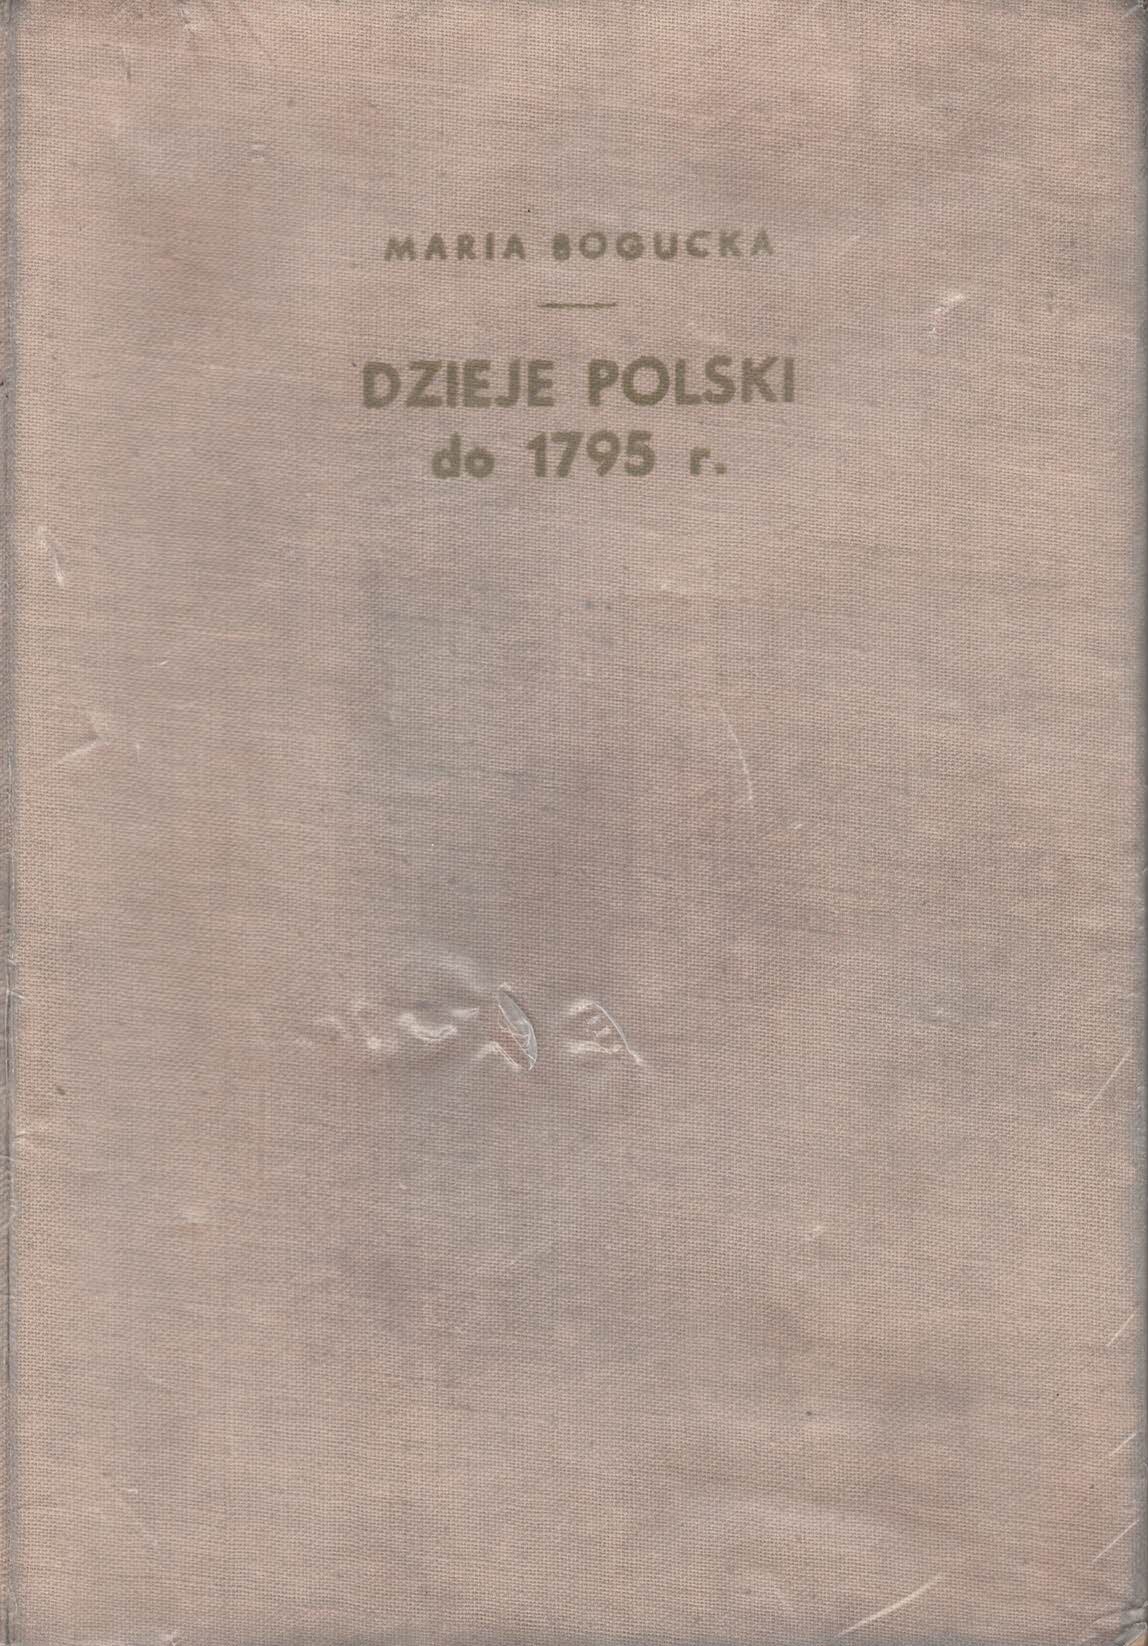 MARIA BOGUCKA
DZIEJE POLSKI
do 1795 r.